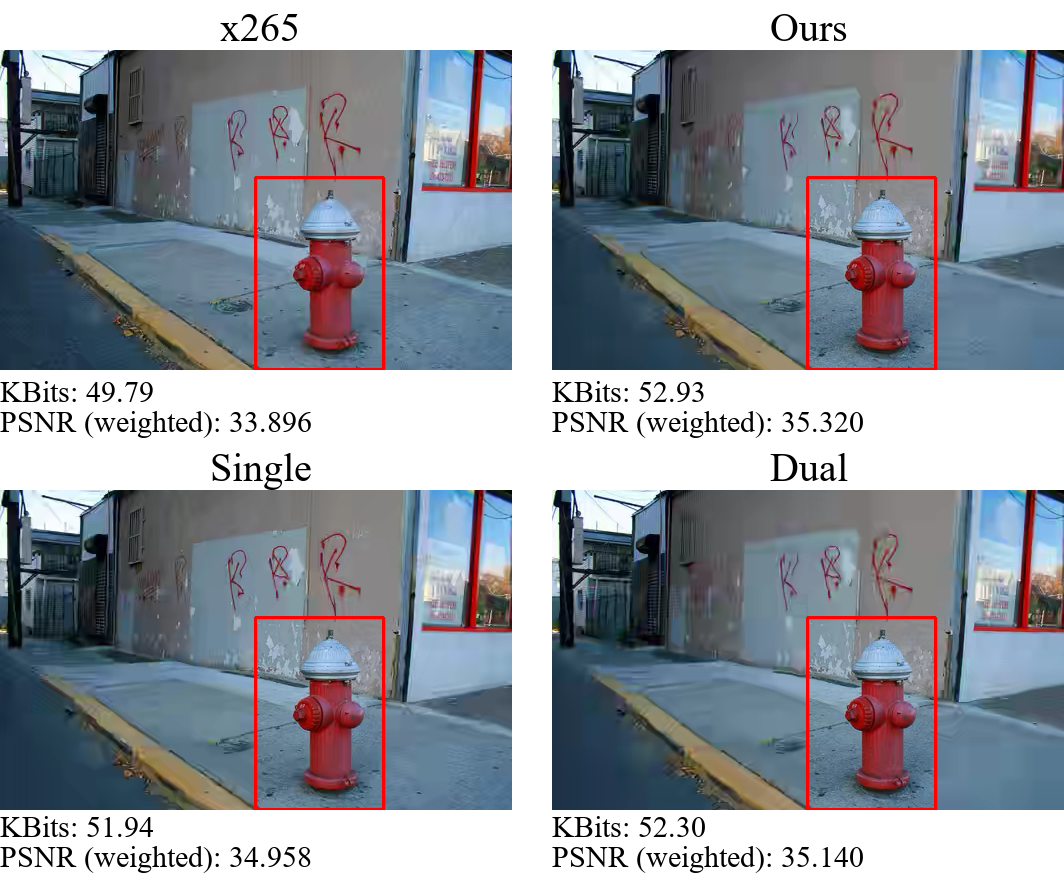 x265
Ours
KBits: 49.79
PSNR (weighted): 33.896
KBits: 52.93
PSNR (weighted): 35.320
Single
Dual
KBits: 51.94
PSNR (weighted): 34.958
KBits: 52.30
PSNR (weighted): 35.140